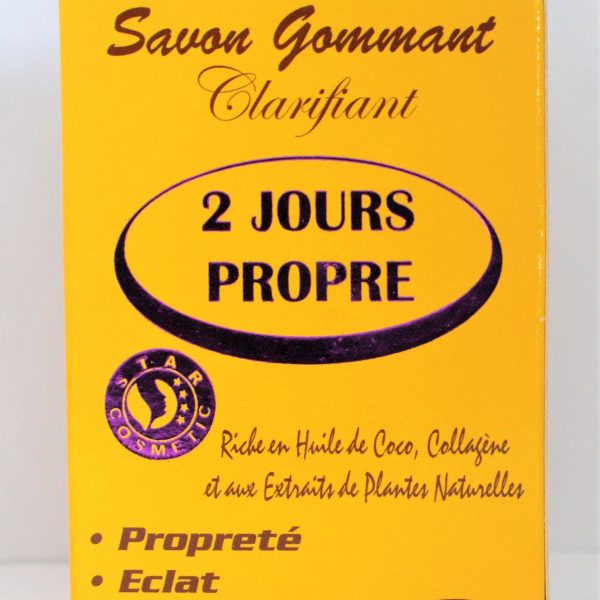 Savon Gommant
Clarifiant
2 JOURS
PROPRE
STAR
COSMETIC
Riche en Huile de Coco, Collagène
et aux Extraits de Plantes Naturelles
• Propreté
• Eclat